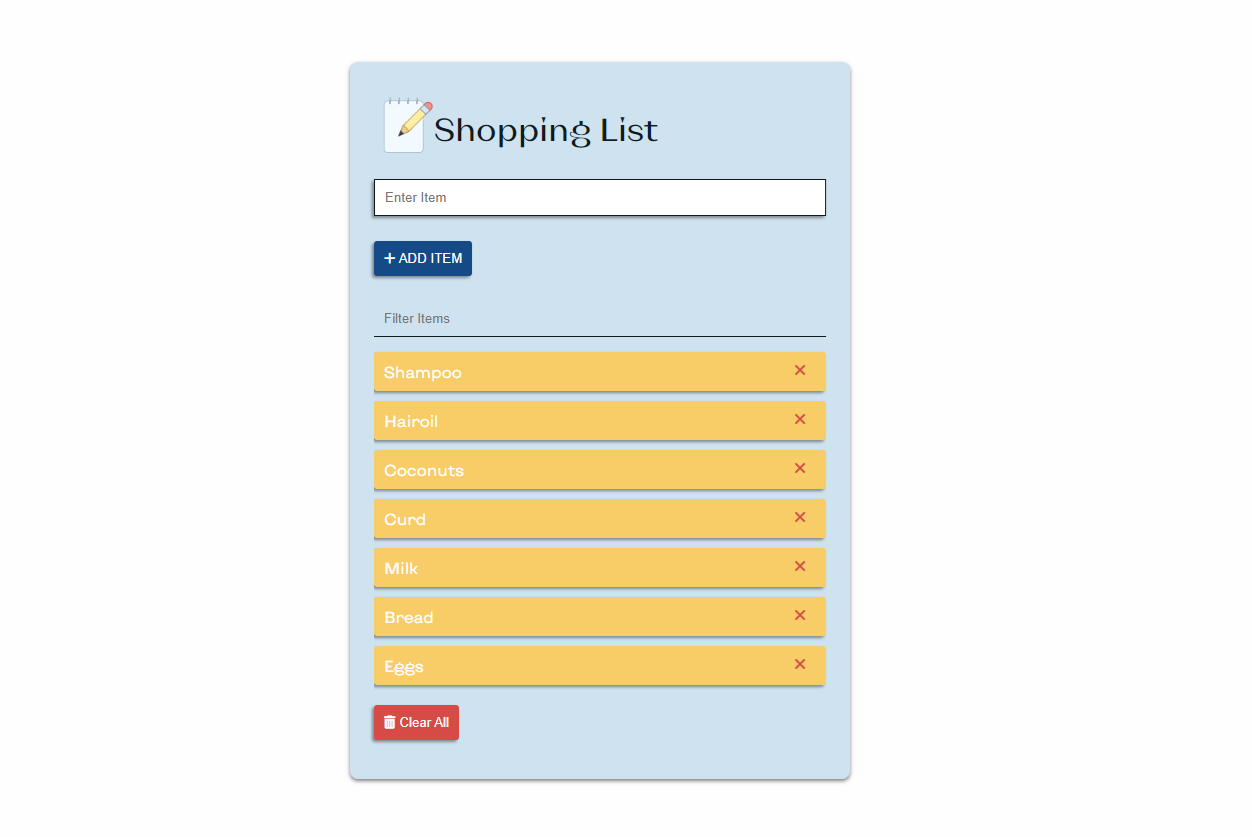 Shopping List
Enter Item
ADD ITEM
Filter Items
Shampoo
Hairoil
Coconuts
Curd
Milk
Bread
Eggs
Clear All